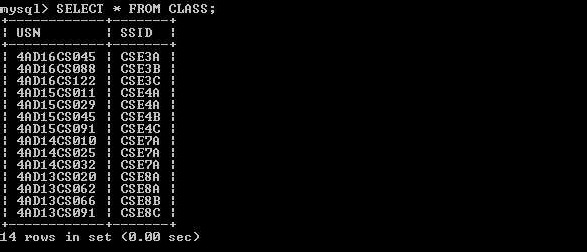 mysql> SELECT * FROM CLASS;
+------------+-------+
| USN        | SSID  |
+------------+-------+
| 4AD16CS045 | CSE3A |
| 4AD16CS088 | CSE3B |
| 4AD16CS122 | CSE3C |
| 4AD15CS011 | CSE4A |
| 4AD15CS029 | CSE4A |
| 4AD15CS045 | CSE4B |
| 4AD15CS091 | CSE4C |
| 4AD14CS010 | CSE7A |
| 4AD14CS025 | CSE7A |
| 4AD14CS032 | CSE7A |
| 4AD13CS020 | CSE8A |
| 4AD13CS062 | CSE8A |
| 4AD13CS066 | CSE8B |
| 4AD13CS091 | CSE8C |
+------------+-------+
14 rows in set (0.00 sec)